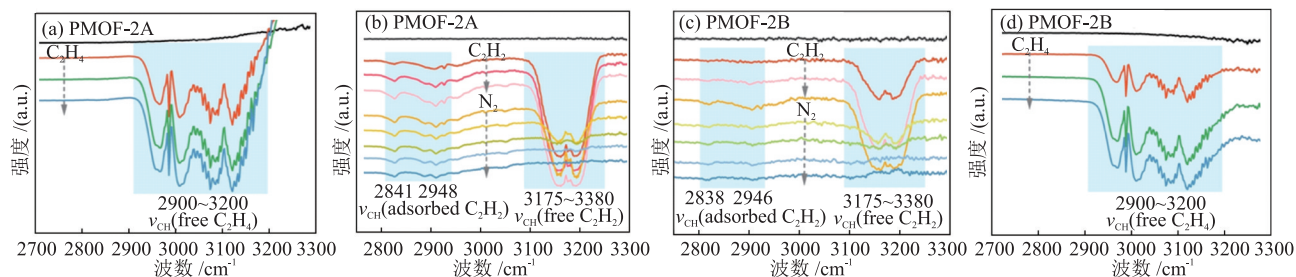 (a) PMOF-2A
C₂H₄
2900~3200
νCH(free C₂H₄)
2700 2900 3100 3300
波数 /cm⁻¹
强度 /(a.u.)
(b) PMOF-2A
C₂H₂
N₂
2841 2948
νCH(adsorbed C₂H₂)
3175~3380
νCH(free C₂H₂)
2800 2900 3000 3100 3200 3300
波数 /cm⁻¹
强度 /(a.u.)
(c) PMOF-2B
C₂H₂
N₂
2838 2946
νCH(adsorbed C₂H₂)
3175~3380
νCH(free C₂H₂)
2800 2900 3000 3100 3200 3300
波数 /cm⁻¹
强度 /(a.u.)
(d) PMOF-2B
C₂H₄
2900~3200
νCH(free C₂H₄)
2700 2800 2900 3000 3100 3200 3300
波数 /cm⁻¹
强度 /(a.u.)